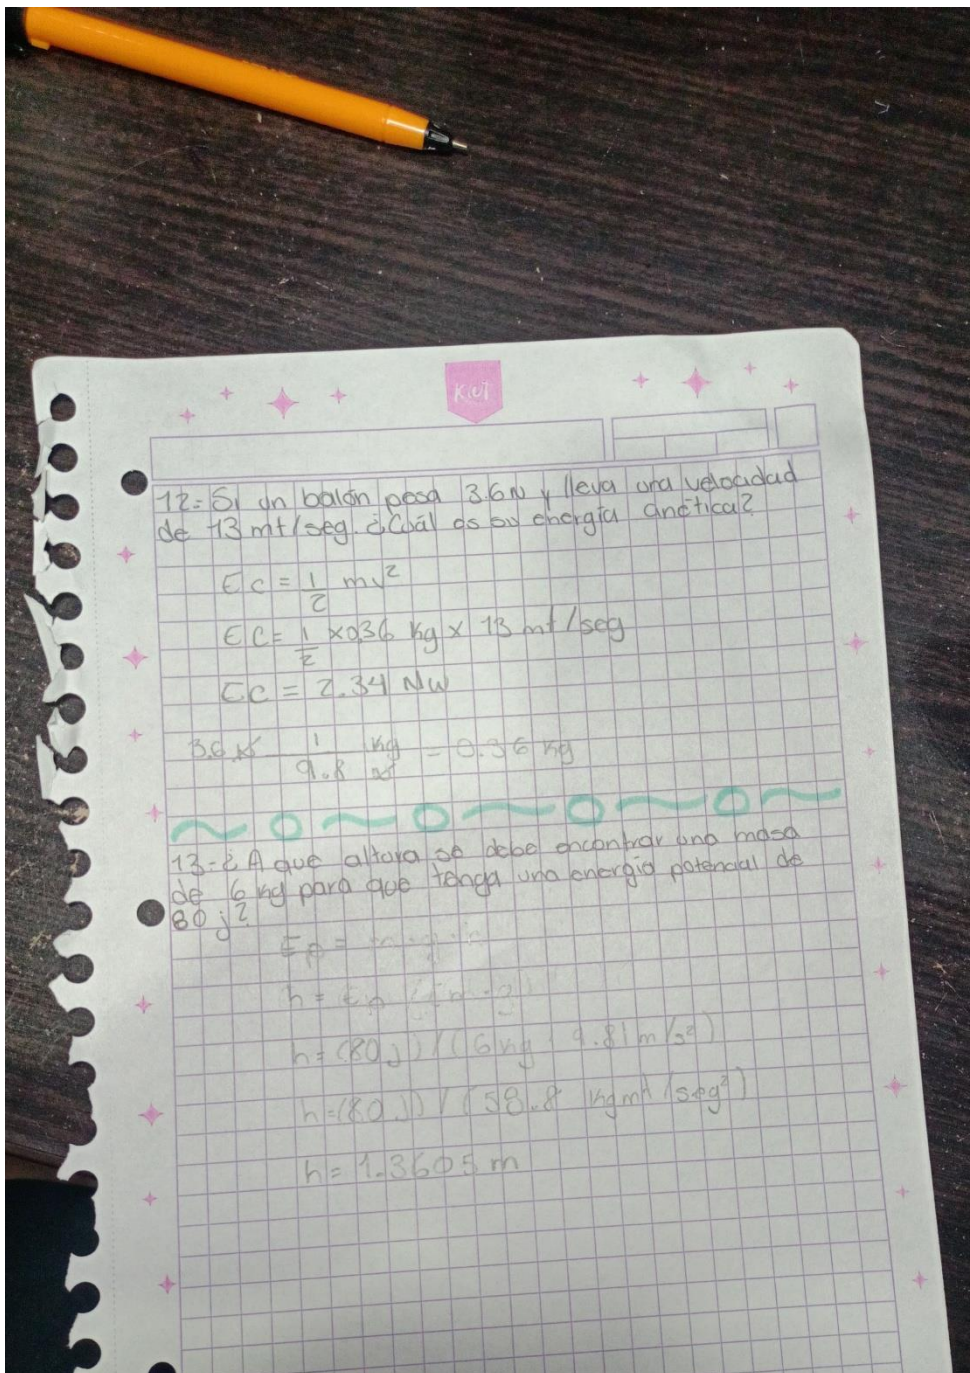 Kiut
12.- Si un balón pesa 3.6 N y lleva una velocidad
de 13 mt/seg. ¿Cuál es su energía cinética?
Ec = 1/2 mv²
Ec = 1/2 x 0.36 Kg x 13 mt/seg
Ec = 2.34 Nw
3.6 N 1/9.8 Kg/N = 0.36 Kg
13.- ¿A que altura se debe encontrar una masa
de 6 kg para que tenga una energía potencial de
80 j?
Ep = m·g·h
h = Ep / (m·g)
h = (80 j) / (6 kg · 9.81 m/s²)
h = (80 J) / (58.8 kgmt/seg²)
h = 1.3605 m